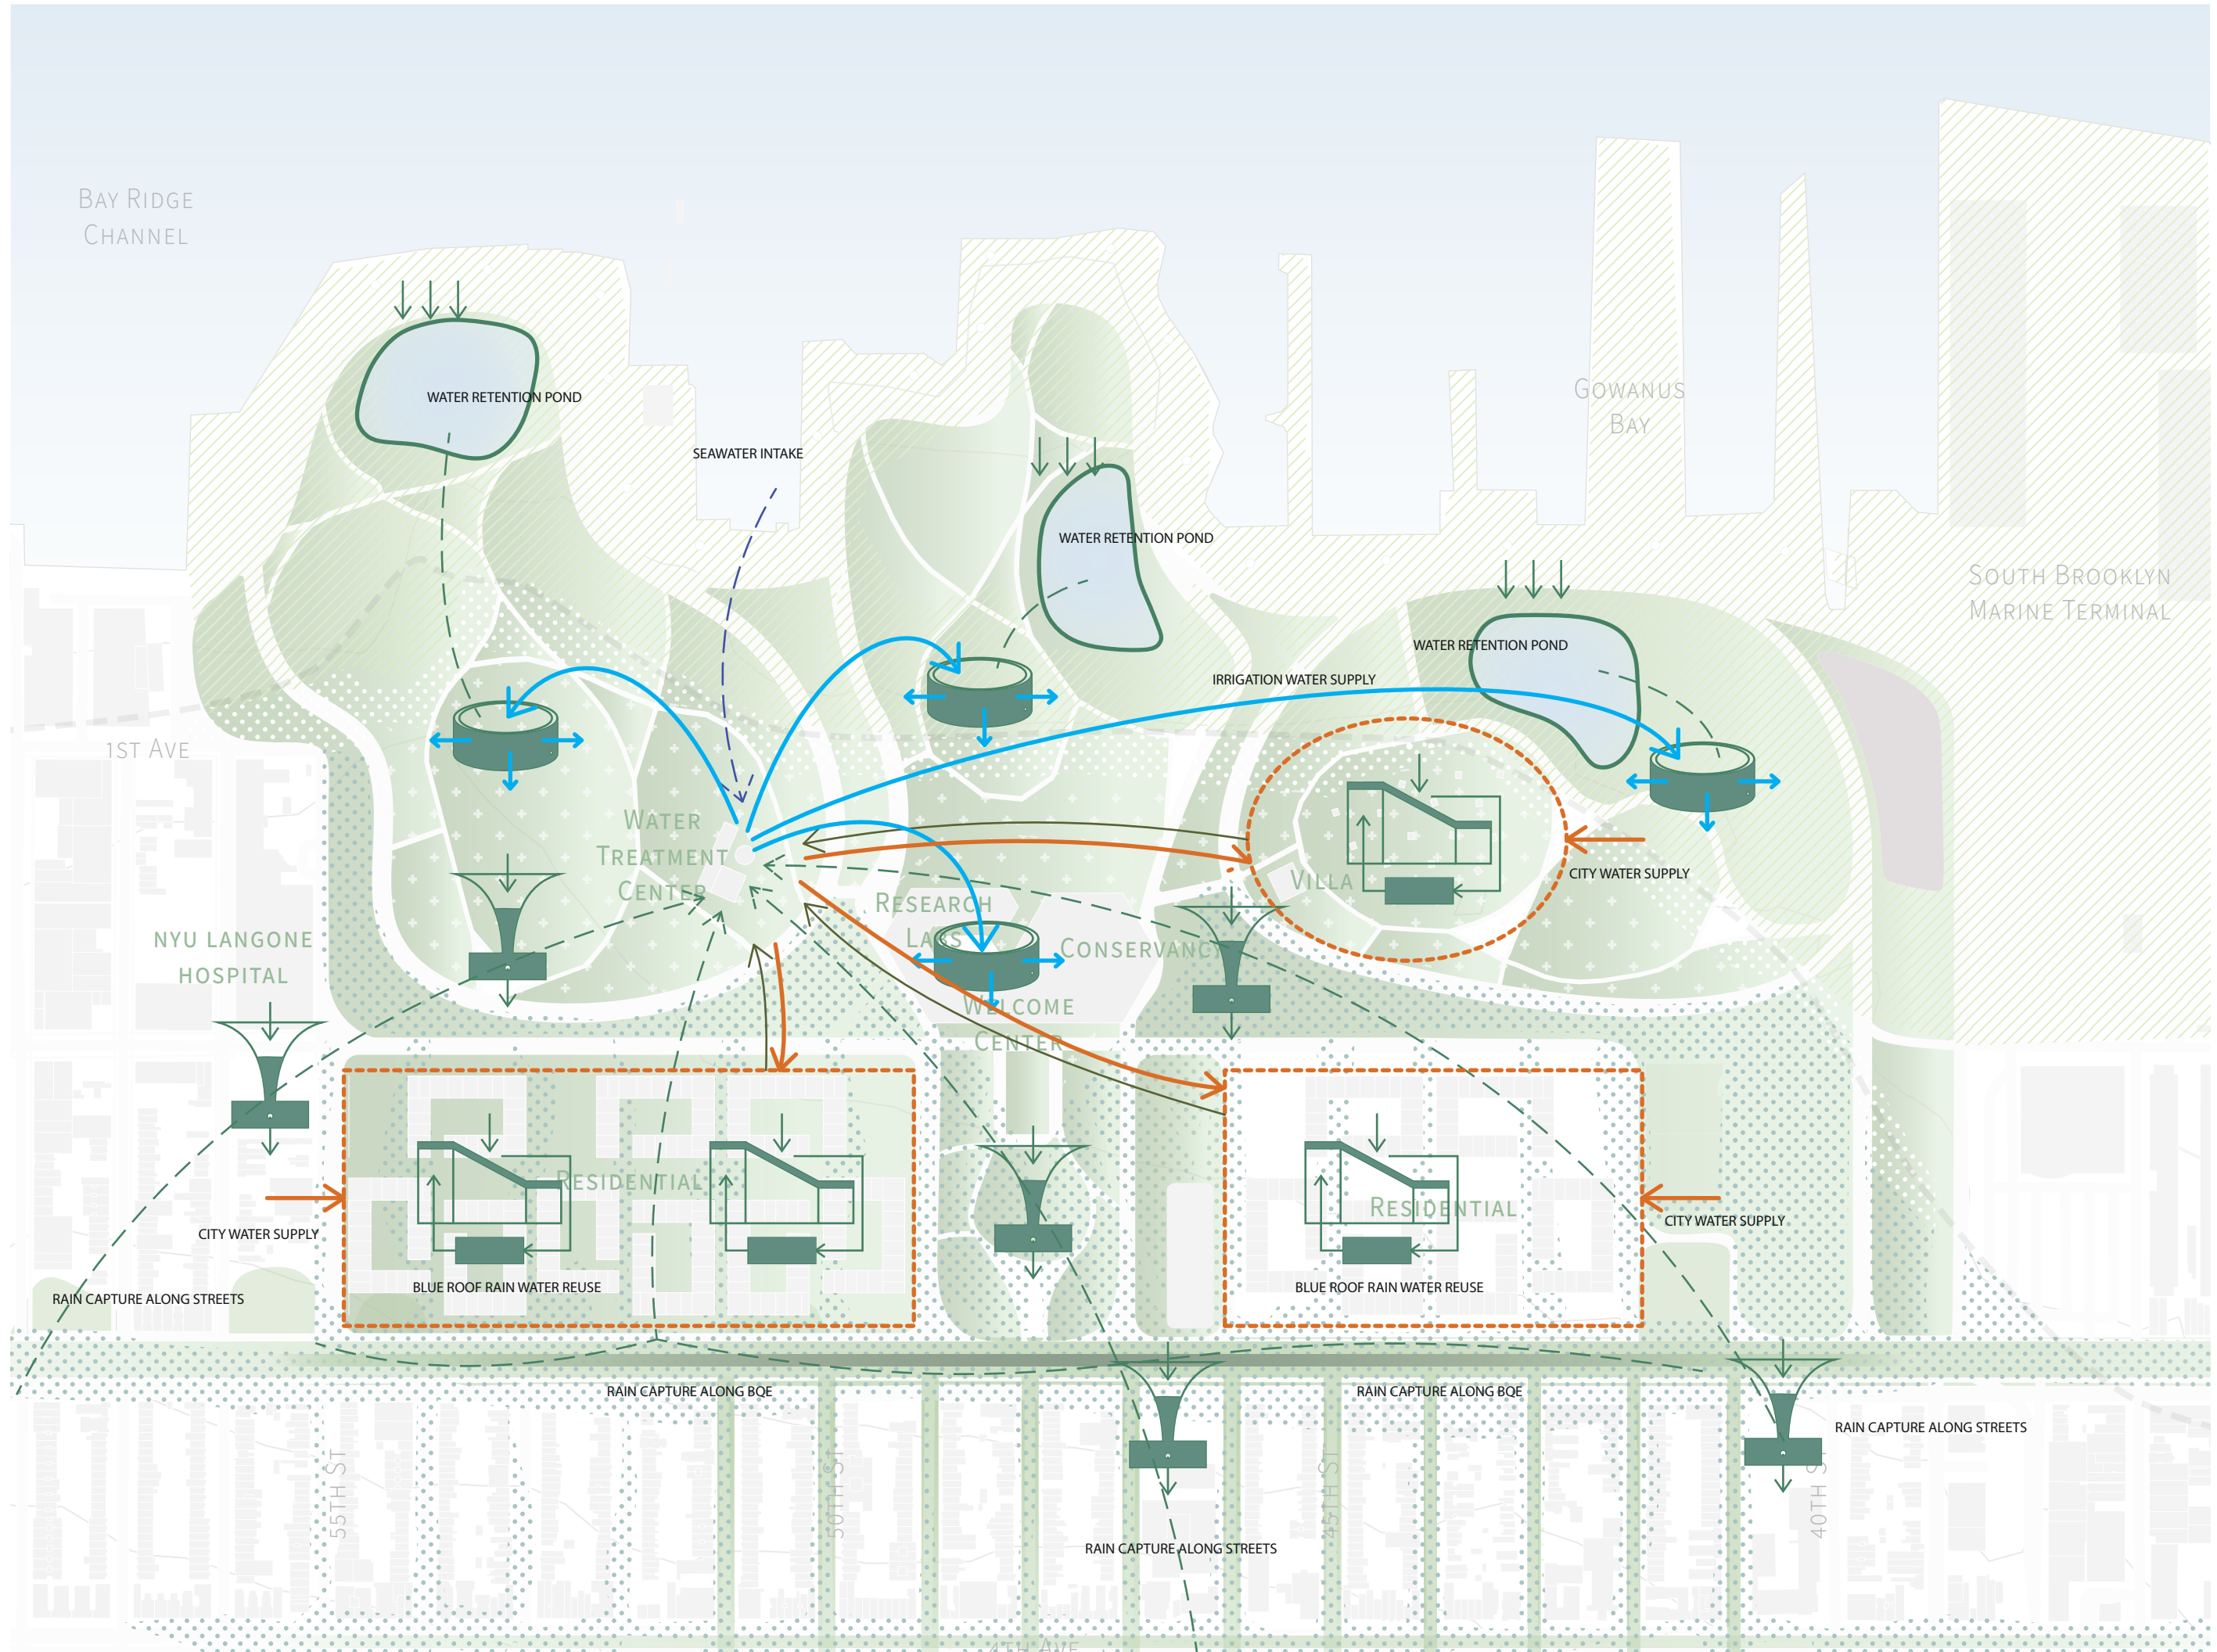 BAY RIDGE
CHANNEL
GOWANUS
BAY
WATER RETENTION POND
SEAWATER INTAKE
WATER RETENTION POND
SOUTH BROOKLYN
MARINE TERMINAL
WATER RETENTION POND
IRRIGATION WATER SUPPLY
1ST AVE
WATER
TREATMENT
CENTER
VILLA
CITY WATER SUPPLY
RESEARCH
LABS
CONSERVANCY
NYU LANGONE
HOSPITAL
WELCOME
CENTER
RESIDENTIAL
RESIDENTIAL
CITY WATER SUPPLY
CITY WATER SUPPLY
BLUE ROOF RAIN WATER REUSE
BLUE ROOF RAIN WATER REUSE
RAIN CAPTURE ALONG STREETS
RAIN CAPTURE ALONG BQE
RAIN CAPTURE ALONG BQE
RAIN CAPTURE ALONG STREETS
55TH ST
50TH ST
45TH ST
40TH ST
RAIN CAPTURE ALONG STREETS
4TH AVE